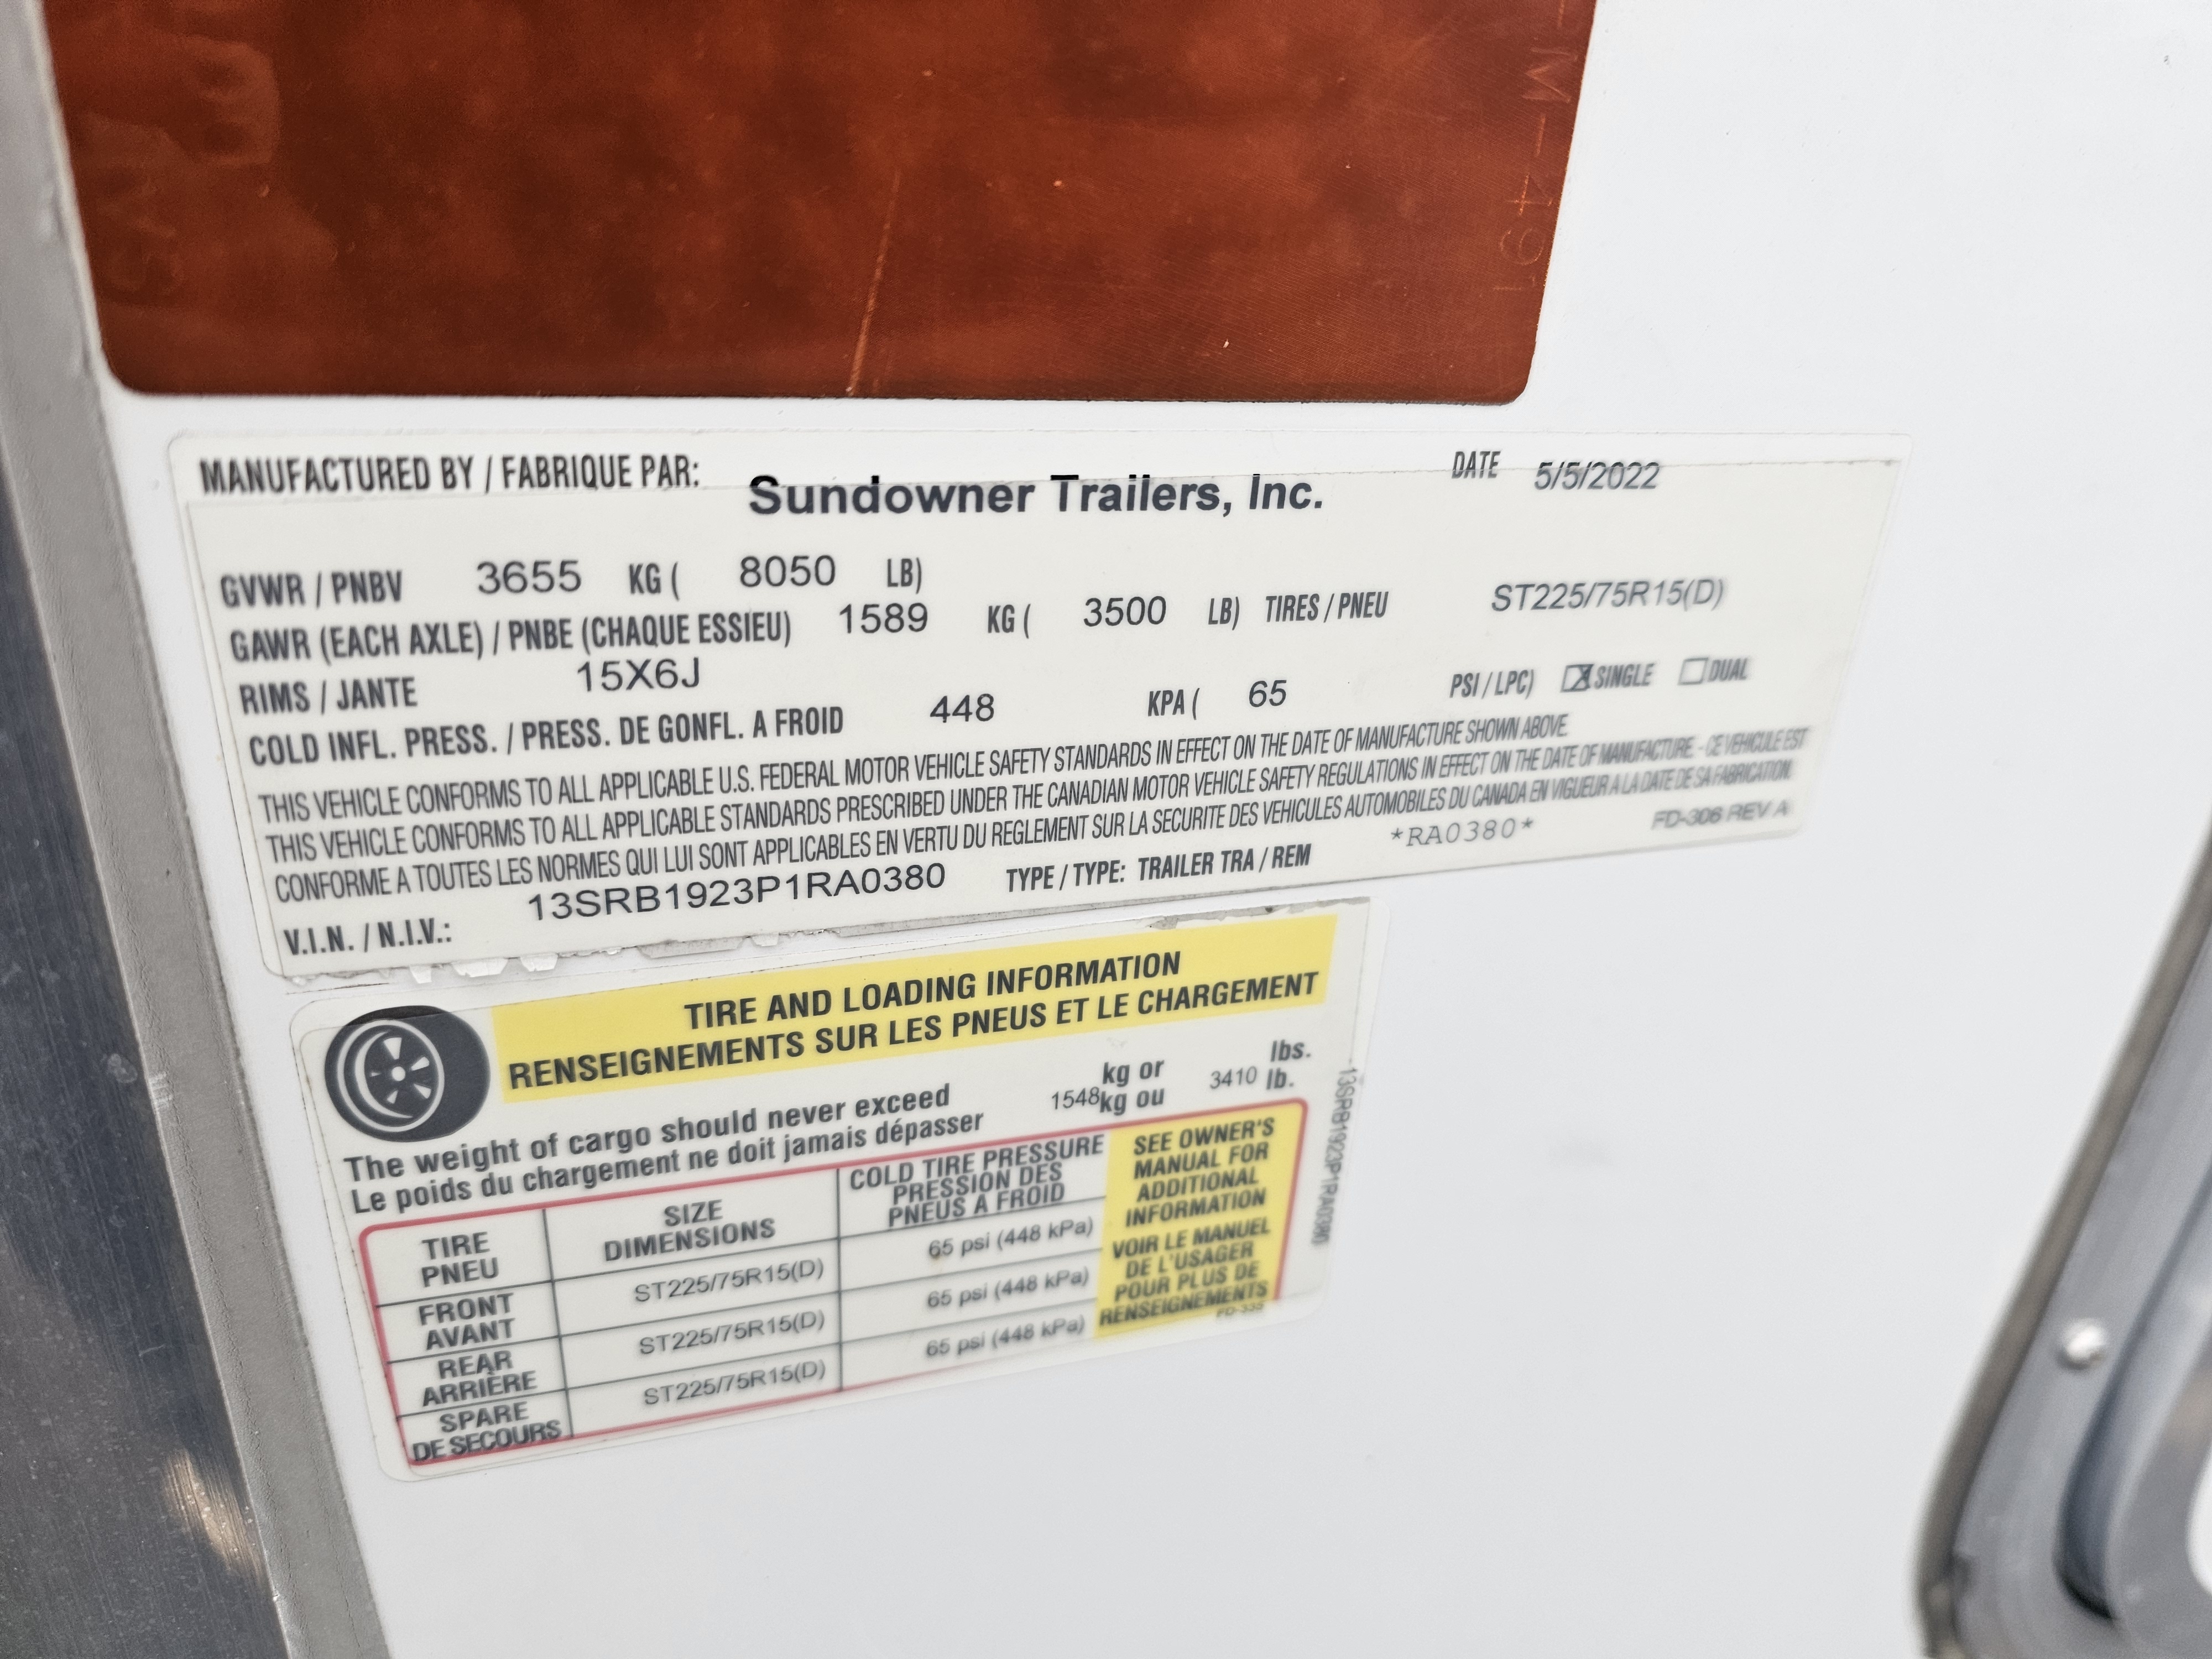 M-491
MANUFACTURED BY / FABRIQUE PAR: Sundowner Trailers, Inc. DATE 5/5/2022
GVWR / PNBV 3655 KG ( 8050 LB)
GAWR (EACH AXLE) / PNBE (CHAQUE ESSIEU) 1589 KG ( 3500 LB) TIRES / PNEU ST225/75R15(D)
RIMS / JANTE 15X6J
COLD INFL. PRESS. / PRESS. DE GONFL. A FROID 448 KPA ( 65 PSI / LPC) ☒ SINGLE ☐ DUAL
THIS VEHICLE CONFORMS TO ALL APPLICABLE U.S. FEDERAL MOTOR VEHICLE SAFETY STANDARDS IN EFFECT ON THE DATE OF MANUFACTURE SHOWN ABOVE.
THIS VEHICLE CONFORMS TO ALL APPLICABLE STANDARDS PRESCRIBED UNDER THE CANADIAN MOTOR VEHICLE SAFETY REGULATIONS IN EFFECT ON THE DATE OF MANUFACTURE. - CE VEHICULE EST
CONFORME A TOUTES LES NORMES QUI LUI SONT APPLICABLES EN VERTU DU REGLEMENT SUR LA SECURITE DES VEHICULES AUTOMOBILES DU CANADA EN VIGUEUR A LA DATE DE SA FABRICATION.
V.I.N. / N.I.V.: 13SRB1923P1RA0380 TYPE / TYPE: TRAILER TRA / REM *RA0380* FD-306 REV A
TIRE AND LOADING INFORMATION
RENSEIGNEMENTS SUR LES PNEUS ET LE CHARGEMENT
The weight of cargo should never exceed kg or lbs.
Le poids du chargement ne doit jamais dépasser 1548 kg ou 3410 lb.
TIRE
PNEU
SIZE
DIMENSIONS
COLD TIRE PRESSURE
PRESSION DES
PNEUS A FROID
FRONT
AVANT
ST225/75R15(D) 65 psi (448 kPa)
REAR
ARRIÈRE
ST225/75R15(D) 65 psi (448 kPa)
SPARE
DE SECOURS
ST225/75R15(D) 65 psi (448 kPa)
SEE OWNER'S
MANUAL FOR
ADDITIONAL
INFORMATION
VOIR LE MANUEL
DE L'USAGER
POUR PLUS DE
RENSEIGNEMENTS
FD-335
13SRB1923P1RA0380